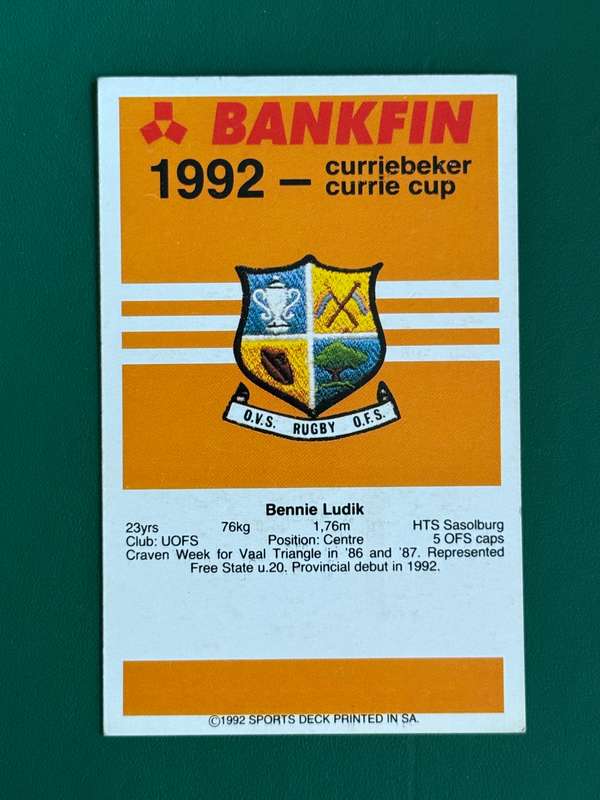 BANKFIN
1992 – curriebeker
currie cup
O.V.S. RUGBY O.F.S.
Bennie Ludik
23yrs 76kg 1,76m HTS Sasolburg
Club: UOFS Position: Centre 5 OFS caps
Craven Week for Vaal Triangle in '86 and '87. Represented
Free State u.20. Provincial debut in 1992.
©1992 SPORTS DECK PRINTED IN SA.